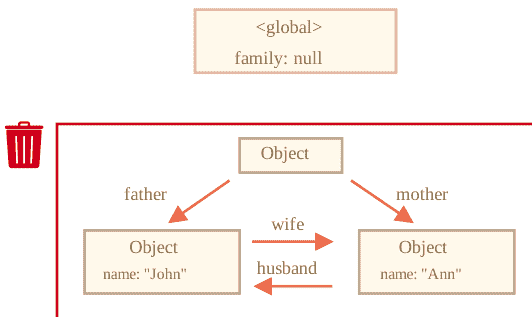 <global>
family: null
Object
father
mother
wife
Object
name: "John"
Object
name: "Ann"
husband